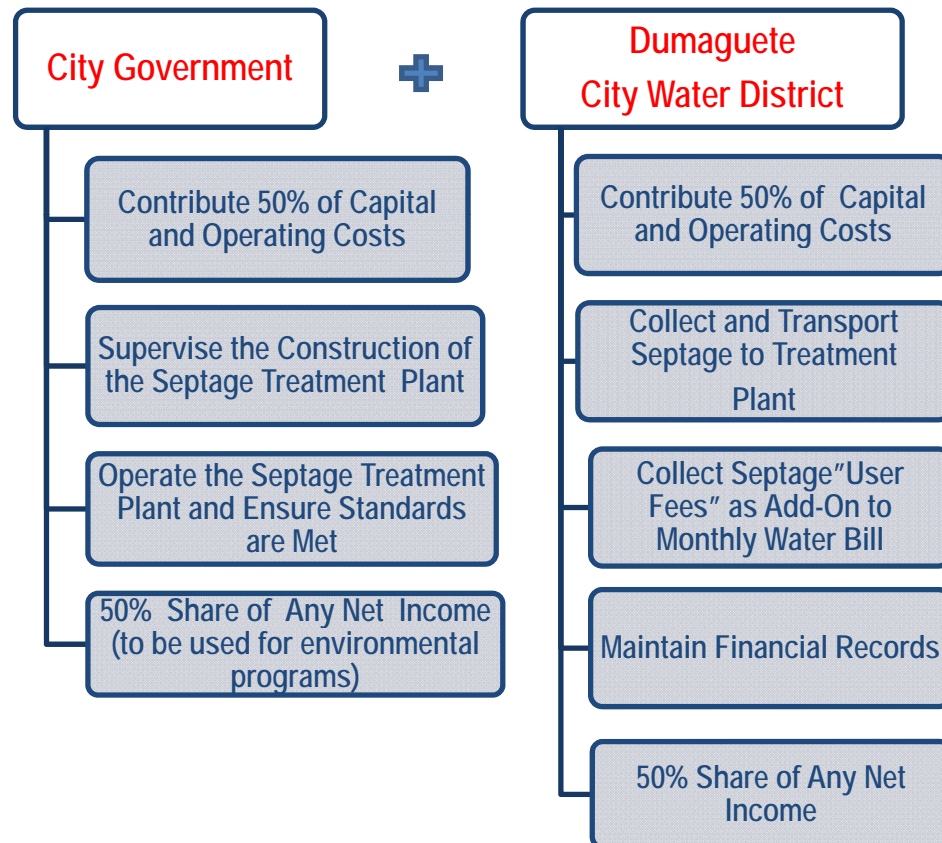 City Government
Contribute 50% of Capital
and Operating Costs
Supervise the Construction of
the Septage Treatment Plant
Operate the Septage Treatment
Plant and Ensure Standards
are Met
50% Share of Any Net Income
(to be used for environmental
programs)
Dumaguete
City Water District
Contribute 50% of Capital
and Operating Costs
Collect and Transport
Septage to Treatment
Plant
Collect Septage"User
Fees" as Add-On to
Monthly Water Bill
Maintain Financial Records
50% Share of Any Net
Income